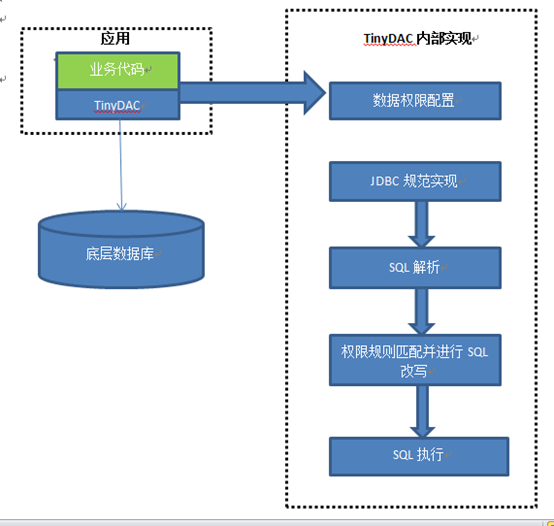 应用
业务代码
TinyDAC
底层数据库
TinyDAC 内部实现
数据权限配置
JDBC 规范实现
SQL 解析
权限规则匹配并进行 SQL
改写
SQL 执行